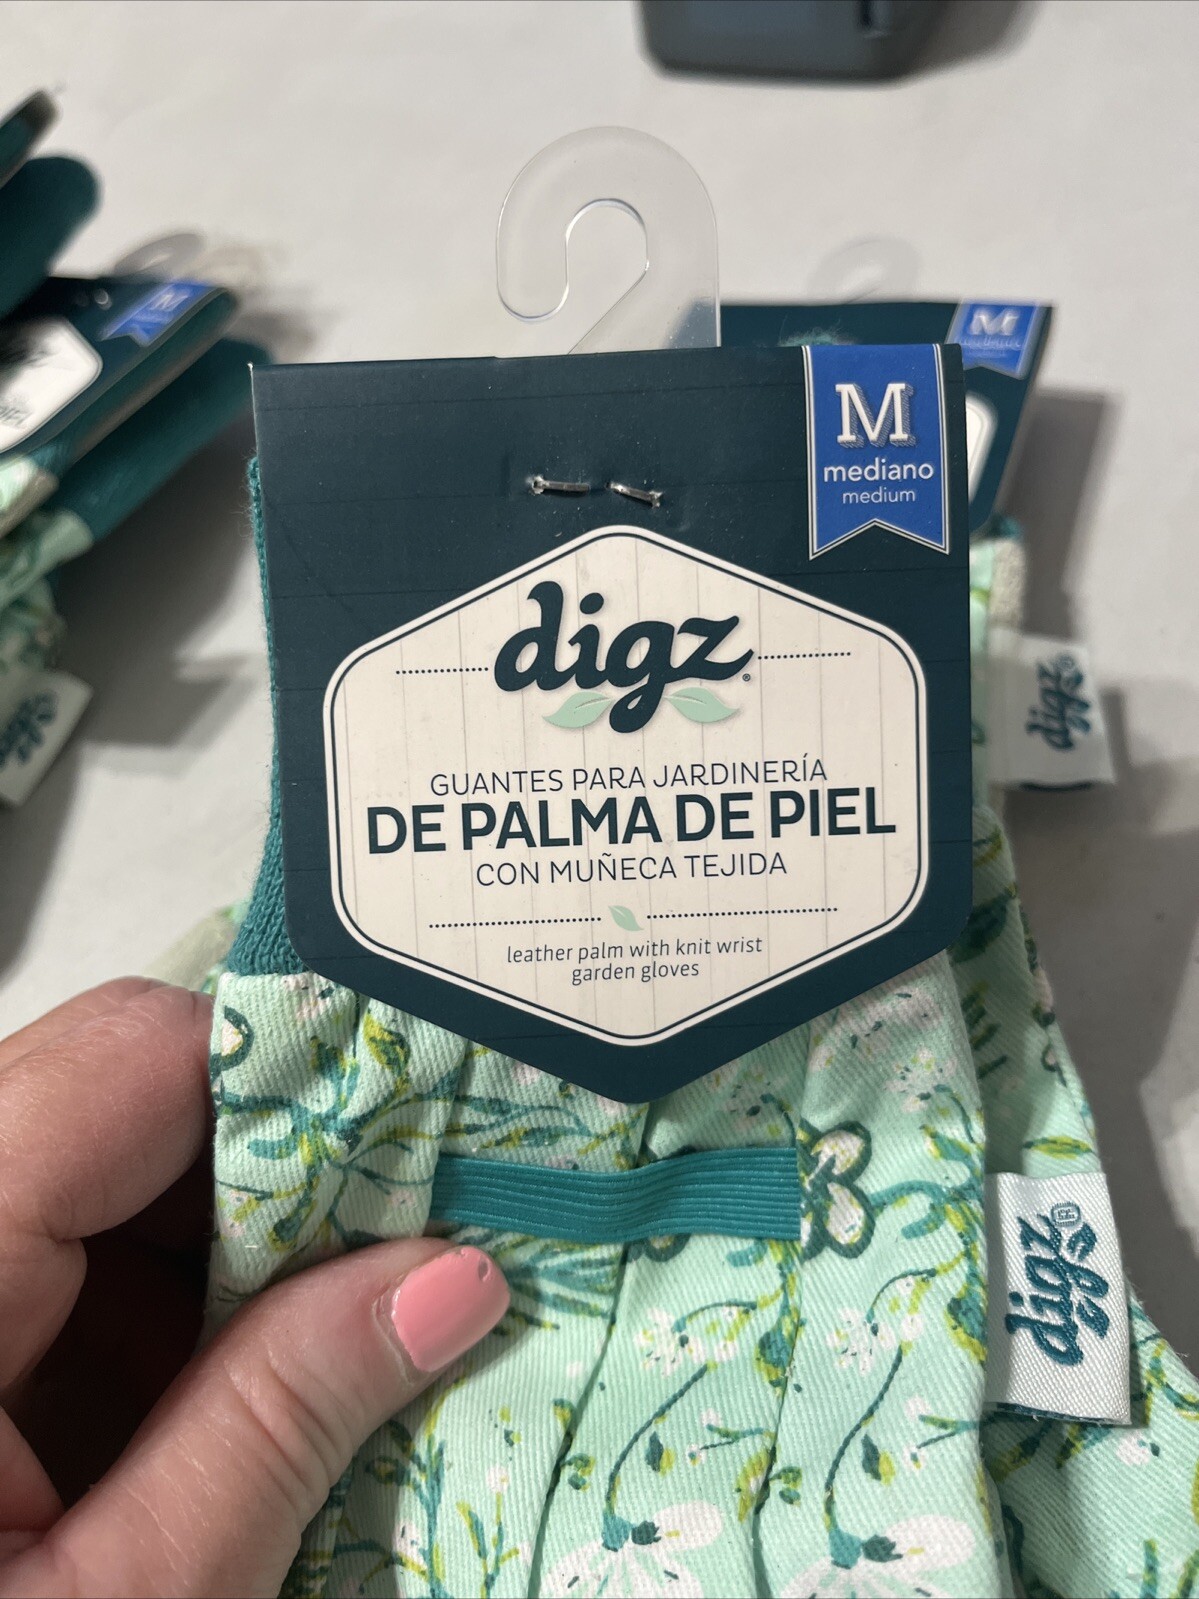 M
mediano
medium
digz®
GUANTES PARA JARDINERÍA
DE PALMA DE PIEL
CON MUÑECA TEJIDA
leather palm with knit wrist
garden gloves
digz®
digz®
M
M